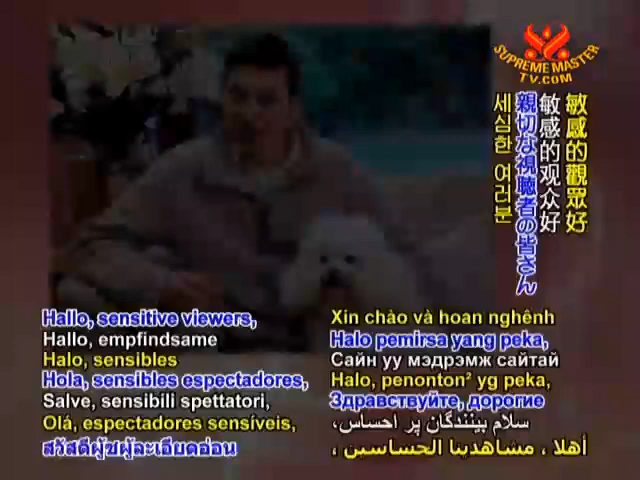 SUPREME MASTER
TV.COM
敏感的觀眾好
敏感的观众好
親切な視聴者の皆さん
세심한 여러분
Hallo, sensitive viewers,
Hallo, empfindsame
Halo, sensibles
Hola, sensibles espectadores,
Salve, sensibili spettatori,
Olá, espectadores sensíveis,
สวัสดีผู้ชมผู้ละเอียดอ่อน
Xin chào và hoan nghênh
Halo pemirsa yang peka,
Сайн уу мэдрэмж сайтай
Halo, penonton² yg peka,
Здравствуйте, дорогие
سلام بینندگان پر احساس،
أهلا ، مشاهدينا الحساسين ،